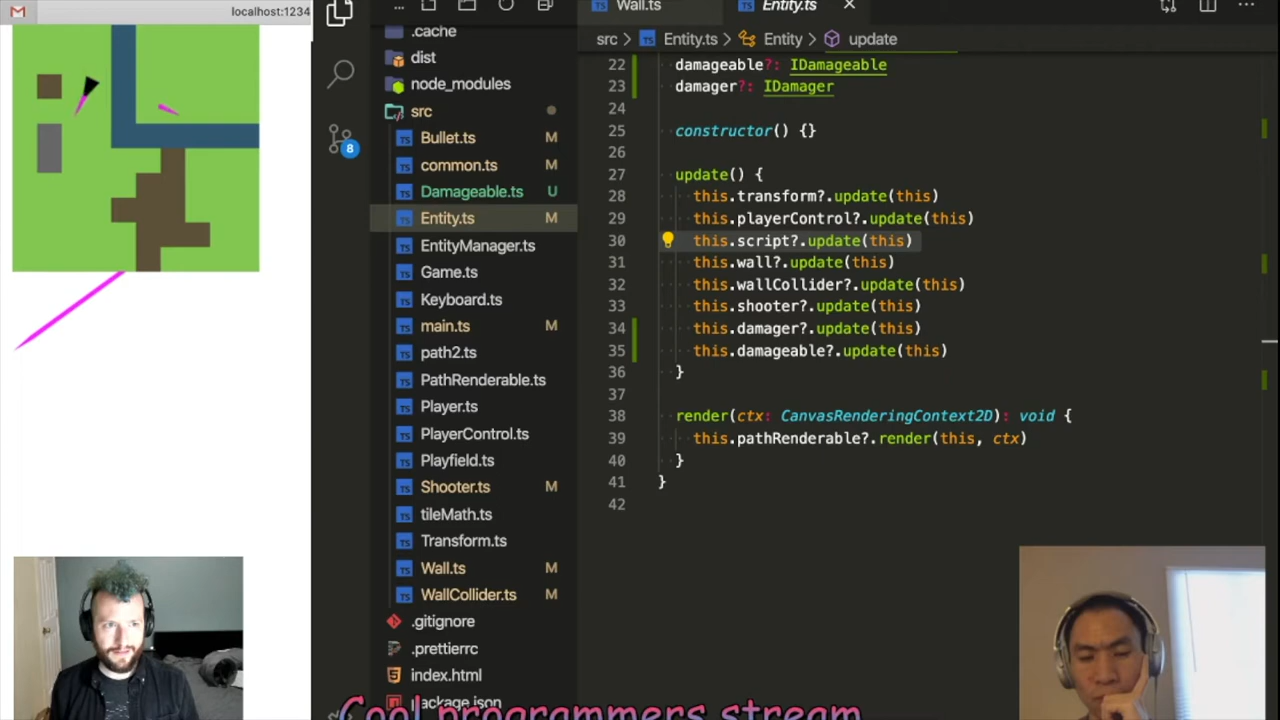 localhost:1234
Wall.ts
Entity.ts
src > Entity.ts > Entity > update
.cache
dist
node_modules
src
Bullet.ts M
common.ts M
Damageable.ts U
Entity.ts M
EntityManager.ts
Game.ts
Keyboard.ts
main.ts M
path2.ts
PathRenderable.ts
Player.ts
PlayerControl.ts
Playfield.ts
Shooter.ts M
tileMath.ts
Transform.ts
Wall.ts M
WallCollider.ts M
.gitignore
.prettierrc
index.html
package.json
8
22 damageable?: IDamageable
23 damager?: IDamager
24
25 constructor() {}
26
27 update() {
28 this.transform?.update(this)
29 this.playerControl?.update(this)
30 this.script?.update(this)
31 this.wall?.update(this)
32 this.wallCollider?.update(this)
33 this.shooter?.update(this)
34 this.damager?.update(this)
35 this.damageable?.update(this)
36 }
37
38 render(ctx: CanvasRenderingContext2D): void {
39 this.pathRenderable?.render(this, ctx)
40 }
41 }
42
Cool programmers stream